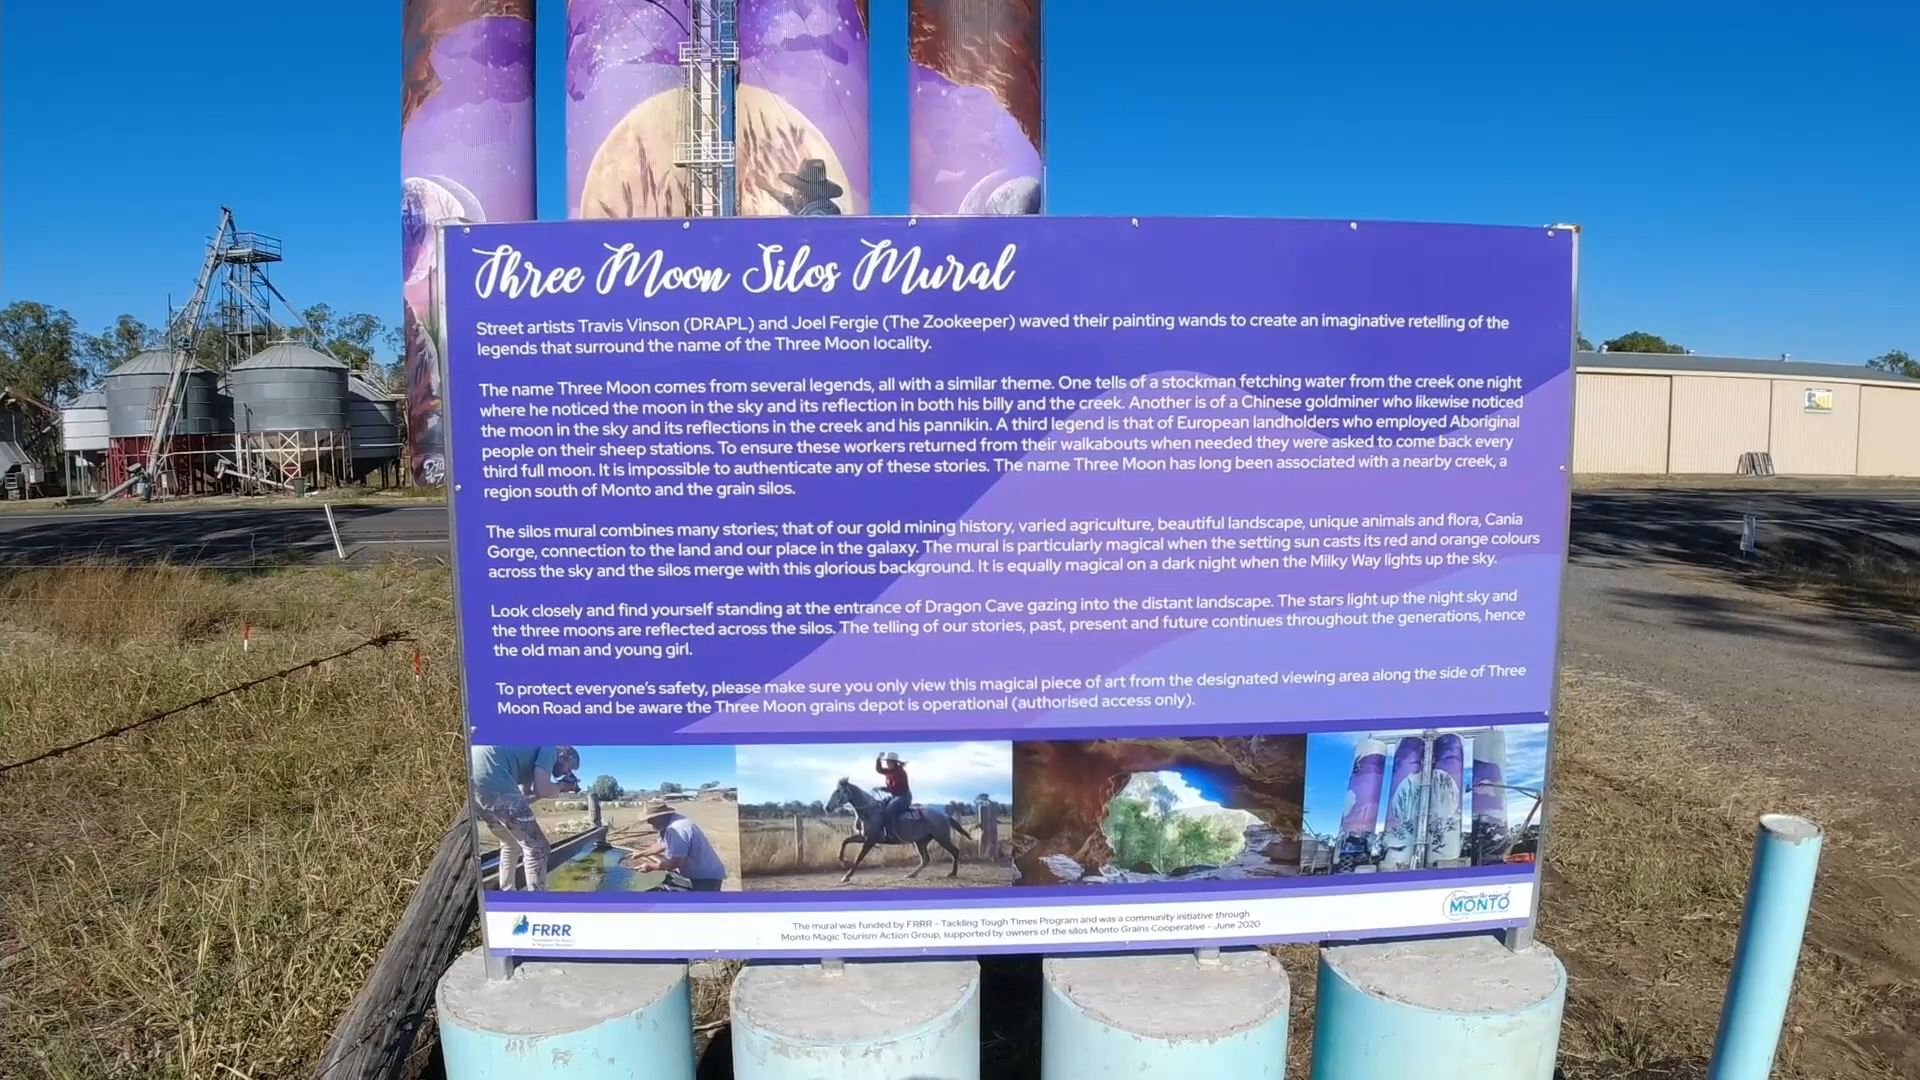 Three Moon Silos Mural
Street artists Travis Vinson (DRAPL) and Joel Fergie (The Zookeeper) waved their painting wands to create an imaginative retelling of the
legends that surround the name of the Three Moon locality.
The name Three Moon comes from several legends, all with a similar theme. One tells of a stockman fetching water from the creek one night
where he noticed the moon in the sky and its reflection in both his billy and the creek. Another is of a Chinese goldminer who likewise noticed
the moon in the sky and its reflections in the creek and his pannikin. A third legend is that of European landholders who employed Aboriginal
people on their sheep stations. To ensure these workers returned from their walkabouts when needed they were asked to come back every
third full moon. It is impossible to authenticate any of these stories. The name Three Moon has long been associated with a nearby creek, a
region south of Monto and the grain silos.
The silos mural combines many stories; that of our gold mining history, varied agriculture, beautiful landscape, unique animals and flora, Cania
Gorge, connection to the land and our place in the galaxy. The mural is particularly magical when the setting sun casts its red and orange colours
across the sky and the silos merge with this glorious background. It is equally magical on a dark night when the Milky Way lights up the sky.
Look closely and find yourself standing at the entrance of Dragon Cave gazing into the distant landscape. The stars light up the night sky and
the three moons are reflected across the silos. The telling of our stories, past, present and future continues throughout the generations, hence
the old man and young girl.
To protect everyone's safety, please make sure you only view this magical piece of art from the designated viewing area along the side of Three
Moon Road and be aware the Three Moon grains depot is operational (authorised access only).
FRRR
The mural was funded by FRRR - Tackling Tough Times Program and was a community initiative through
Monto Magic Tourism Action Group, supported by owners of the silos Monto Grains Cooperative - June 2020
MONTO